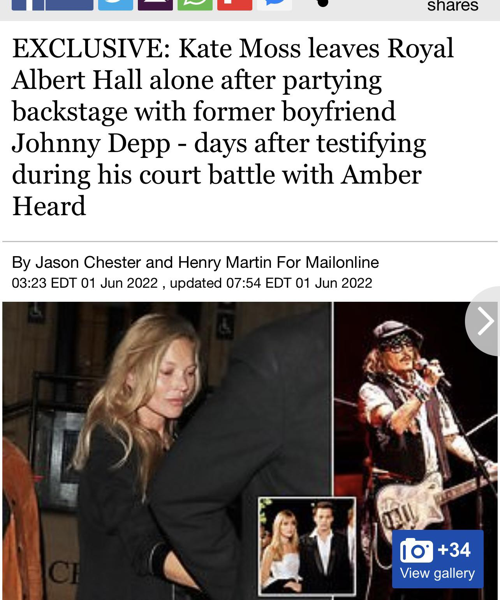 shares
EXCLUSIVE: Kate Moss leaves Royal
Albert Hall alone after partying
backstage with former boyfriend
Johnny Depp - days after testifying
during his court battle with Amber
Heard
By Jason Chester and Henry Martin For Mailonline
03:23 EDT 01 Jun 2022 , updated 07:54 EDT 01 Jun 2022
+34
View gallery